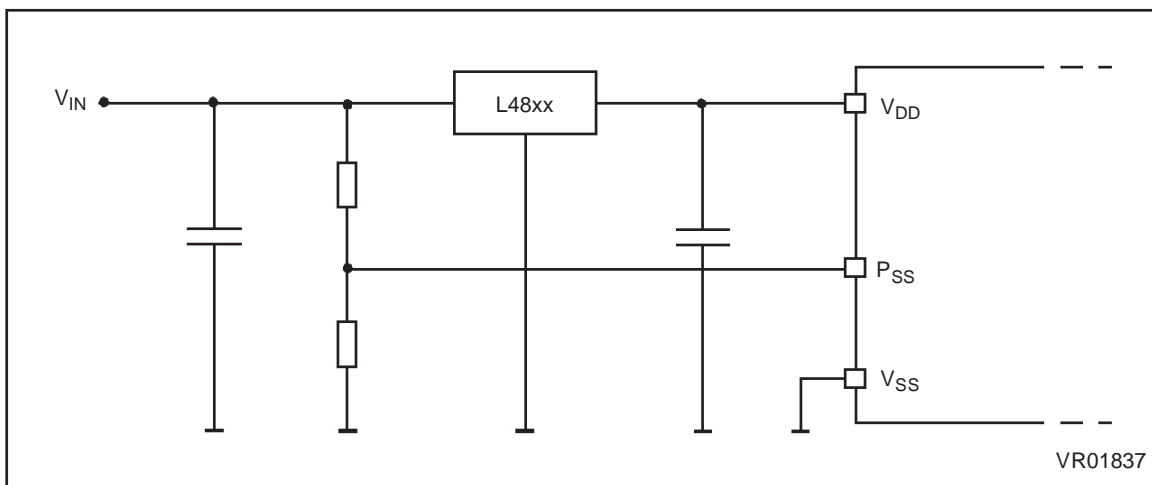 V_IN
L48xx
V_DD
P_SS
V_SS
VR01837